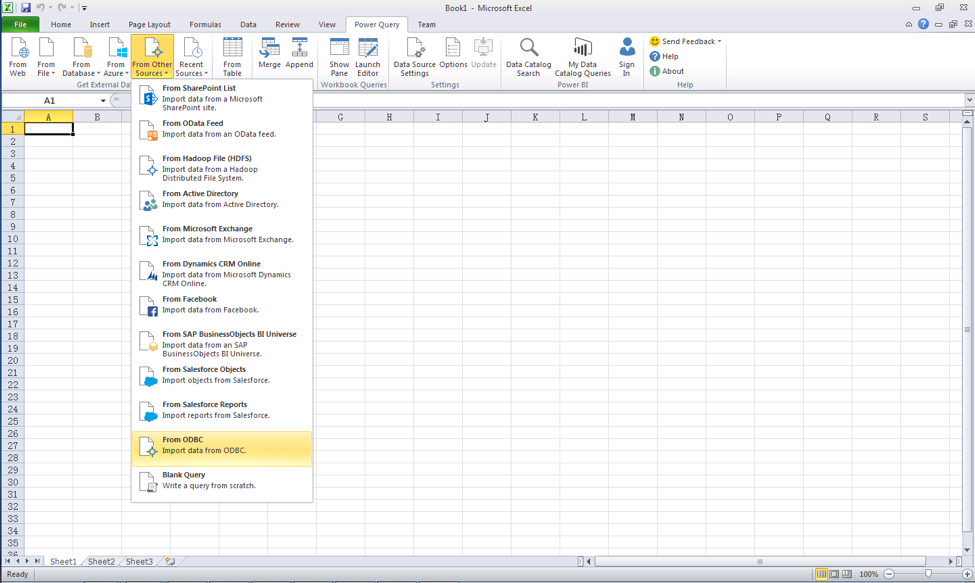 Book1 - Microsoft Excel
File Home Insert Page Layout Formulas Data Review View Power Query Team
From Web
From File
From Database
From Azure
From Other Sources
Recent Sources
From Table
Merge
Append
Show Pane
Launch Editor
Data Source Settings
Options
Update
Data Catalog Search
My Data Catalog Queries
Sign In
Send Feedback
Help
About
Get External Da
Workbook Queries
Settings
Power BI
Help
A1
A B G H I J K L M N O P Q R S
1
2
3
4
5
6
7
8
9
10
11
12
13
14
15
16
17
18
19
20
21
22
23
24
25
26
27
28
29
30
31
32
33
34
35
36
From SharePoint List
Import data from a Microsoft
SharePoint site.
From OData Feed
Import data from an OData feed.
From Hadoop File (HDFS)
Import data from a Hadoop
Distributed File System.
From Active Directory
Import data from Active Directory.
From Microsoft Exchange
Import data from Microsoft Exchange.
From Dynamics CRM Online
Import data from Microsoft Dynamics
CRM Online.
From Facebook
Import data from Facebook.
From SAP BusinessObjects BI Universe
Import data from an SAP
BusinessObjects BI Universe.
From Salesforce Objects
Import objects from Salesforce.
From Salesforce Reports
Import reports from Salesforce.
From ODBC
Import data from ODBC.
Blank Query
Write a query from scratch.
Sheet1 Sheet2 Sheet3
Ready
100%